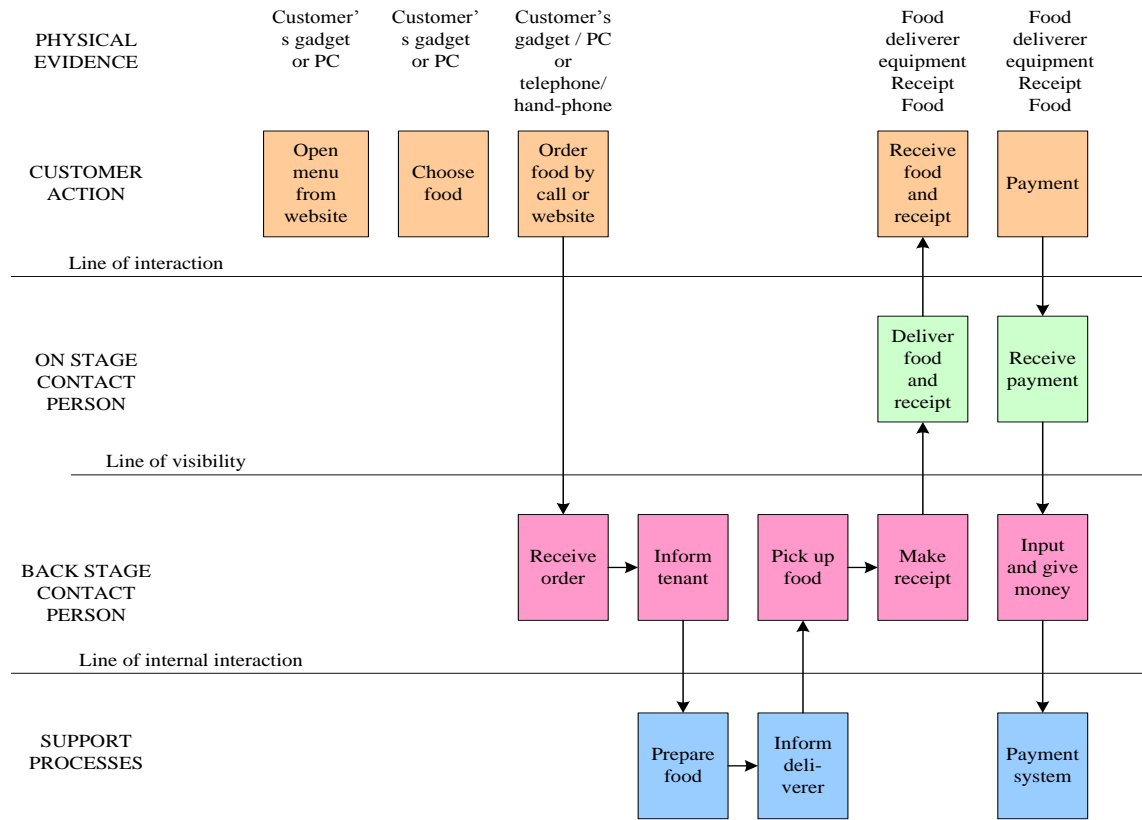 PHYSICAL
EVIDENCE
Customer'
s gadget
or PC
Customer'
s gadget
or PC
Customer's
gadget / PC
or
telephone/
hand-phone
Food
deliverer
equipment
Receipt
Food
Food
deliverer
equipment
Receipt
Food
CUSTOMER
ACTION
Open
menu
from
website
Choose
food
Order
food by
call or
website
Receive
food
and
receipt
Payment
Line of interaction
ON STAGE
CONTACT
PERSON
Deliver
food
and
receipt
Receive
payment
Line of visibility
BACK STAGE
CONTACT
PERSON
Receive
order
Inform
tenant
Pick up
food
Make
receipt
Input
and give
money
Line of internal interaction
SUPPORT
PROCESSES
Prepare
food
Inform
deli-
verer
Payment
system